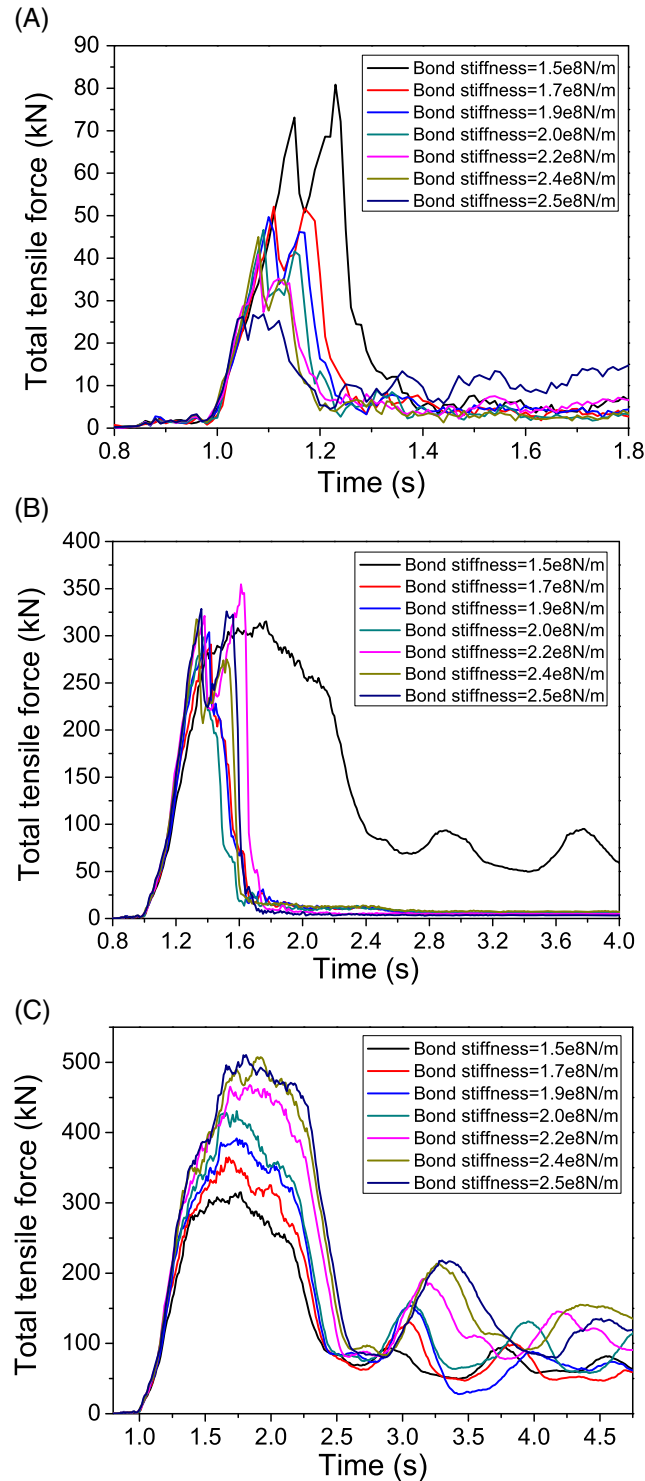 (A)
90
80
70
60
50
40
30
20
10
0
Total tensile force (kN)
Bond stiffness=1.5e8N/m
Bond stiffness=1.7e8N/m
Bond stiffness=1.9e8N/m
Bond stiffness=2.0e8N/m
Bond stiffness=2.2e8N/m
Bond stiffness=2.4e8N/m
Bond stiffness=2.5e8N/m
0.8 1.0 1.2 1.4 1.6 1.8
Time (s)
(B)
400
350
300
250
200
150
100
50
0
Total tensile force (kN)
Bond stiffness=1.5e8N/m
Bond stiffness=1.7e8N/m
Bond stiffness=1.9e8N/m
Bond stiffness=2.0e8N/m
Bond stiffness=2.2e8N/m
Bond stiffness=2.4e8N/m
Bond stiffness=2.5e8N/m
0.8 1.2 1.6 2.0 2.4 2.8 3.2 3.6 4.0
Time (s)
(C)
500
400
300
200
100
0
Total tensile force (kN)
Bond stiffness=1.5e8N/m
Bond stiffness=1.7e8N/m
Bond stiffness=1.9e8N/m
Bond stiffness=2.0e8N/m
Bond stiffness=2.2e8N/m
Bond stiffness=2.4e8N/m
Bond stiffness=2.5e8N/m
1.0 1.5 2.0 2.5 3.0 3.5 4.0 4.5
Time (s)